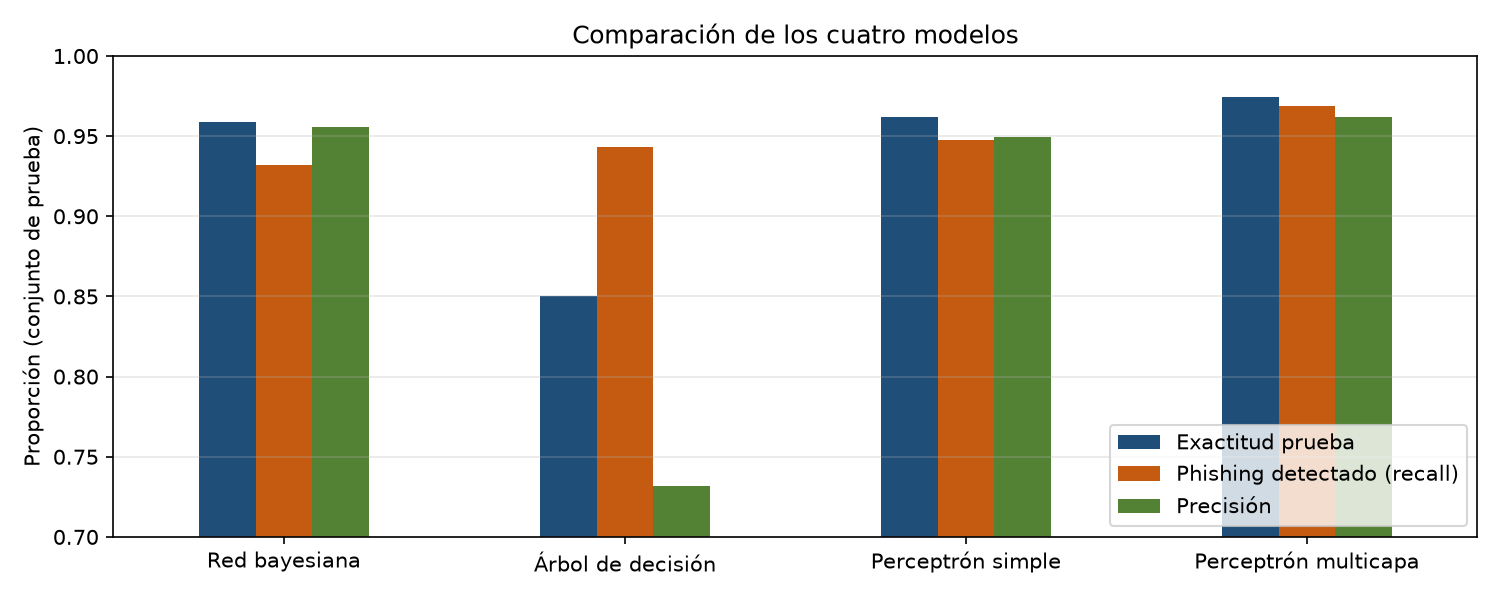 Comparación de los cuatro modelos
Proporción (conjunto de prueba)
1.00
0.95
0.90
0.85
0.80
0.75
0.70
Red bayesiana
Árbol de decisión
Perceptrón simple
Perceptrón multicapa
Exactitud prueba
Phishing detectado (recall)
Precisión